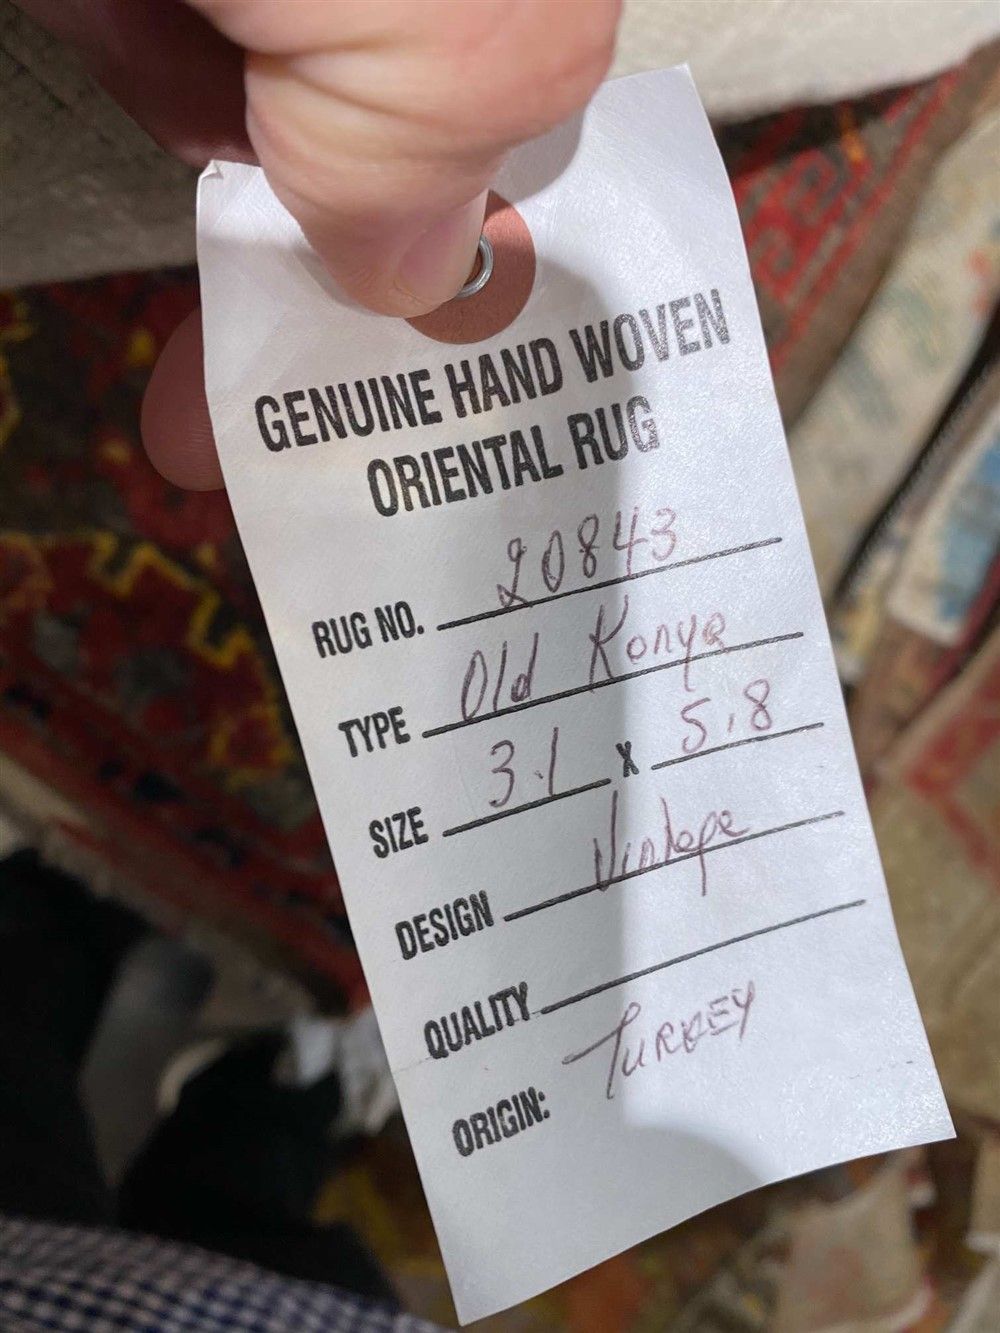 GENUINE HAND WOVEN
ORIENTAL RUG
RUG NO. 20843
TYPE Old Konya
SIZE 3.1 x 5.8
DESIGN Vintage
QUALITY
ORIGIN: TURKEY